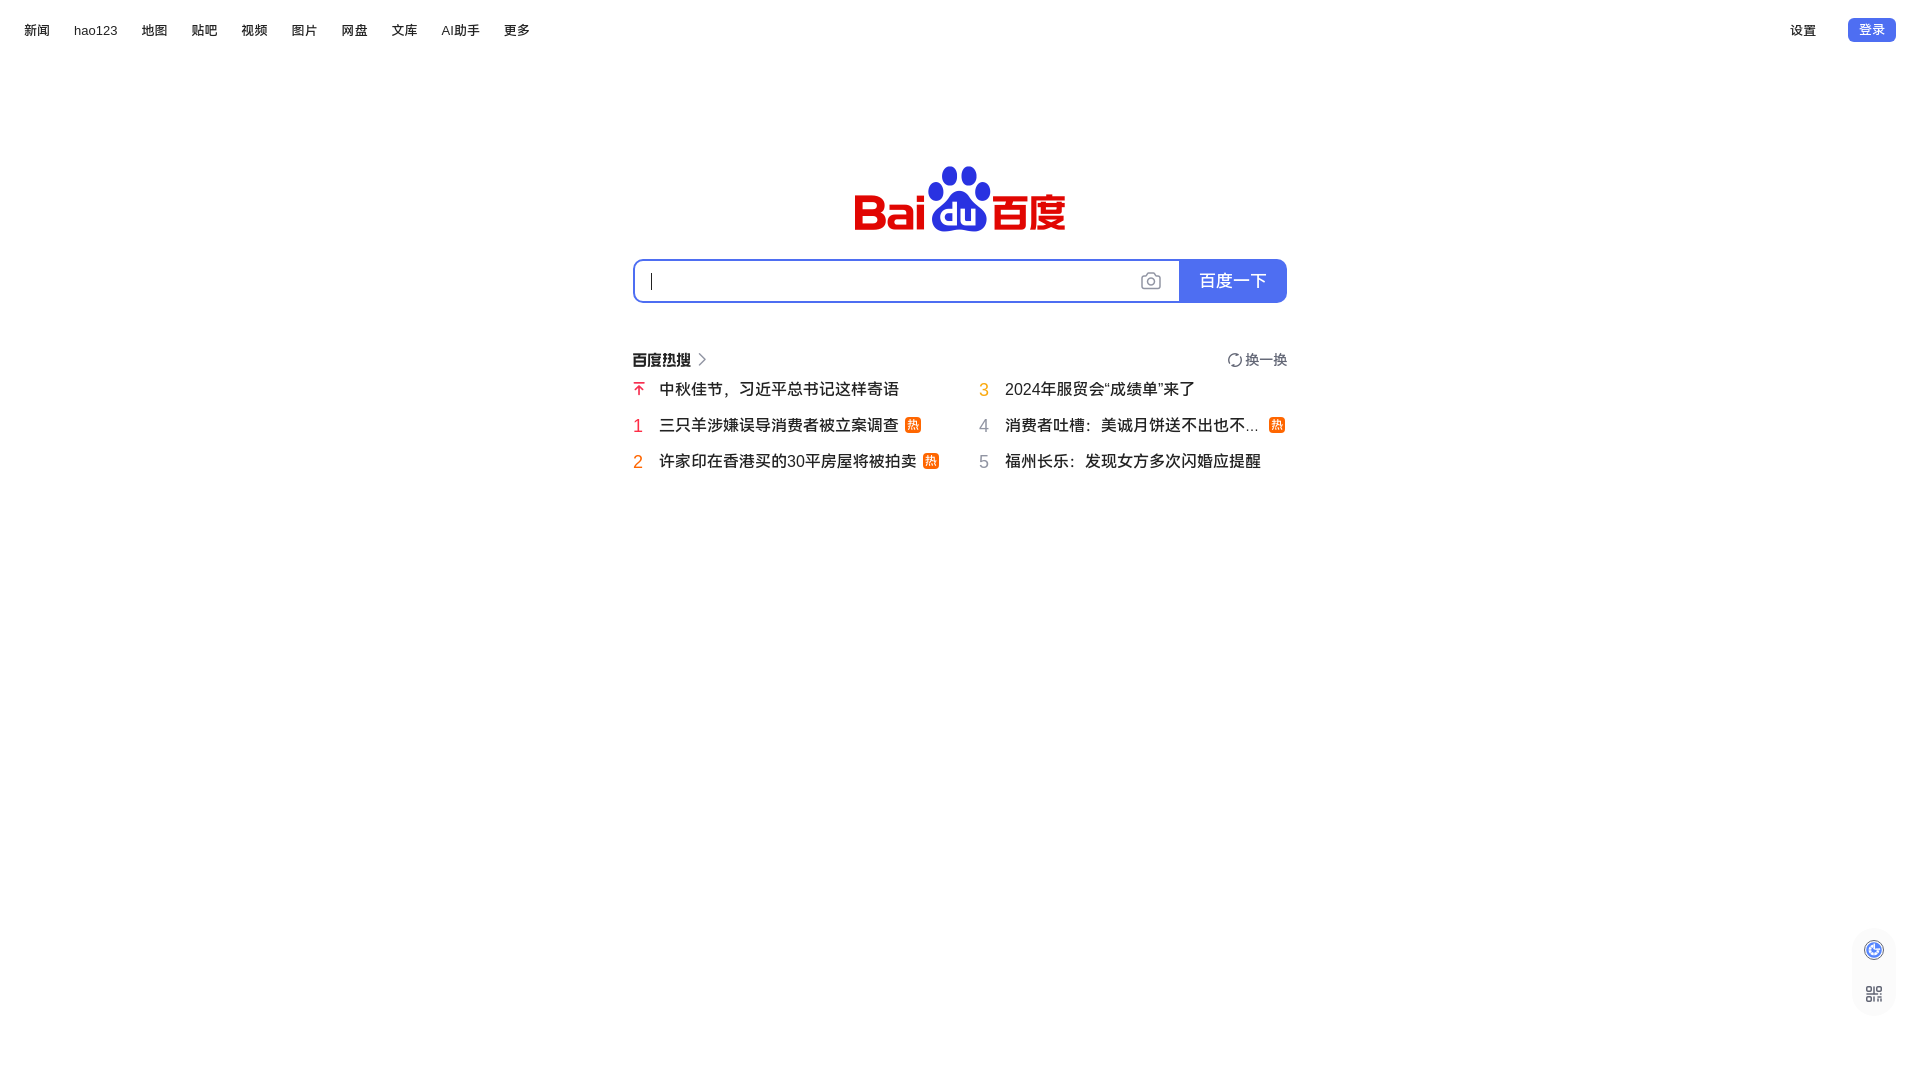 新闻 hao123 地图 贴吧 视频 图片 网盘 文库 AI助手 更多 设置 登录
Bai du 百度
百度一下
百度热搜 换一换
中秋佳节，习近平总书记这样寄语
1 三只羊涉嫌误导消费者被立案调查 热
2 许家印在香港买的30平房屋将被拍卖 热
3 2024年服贸会“成绩单”来了
4 消费者吐槽：美诚月饼送不出也不... 热
5 福州长乐：发现女方多次闪婚应提醒